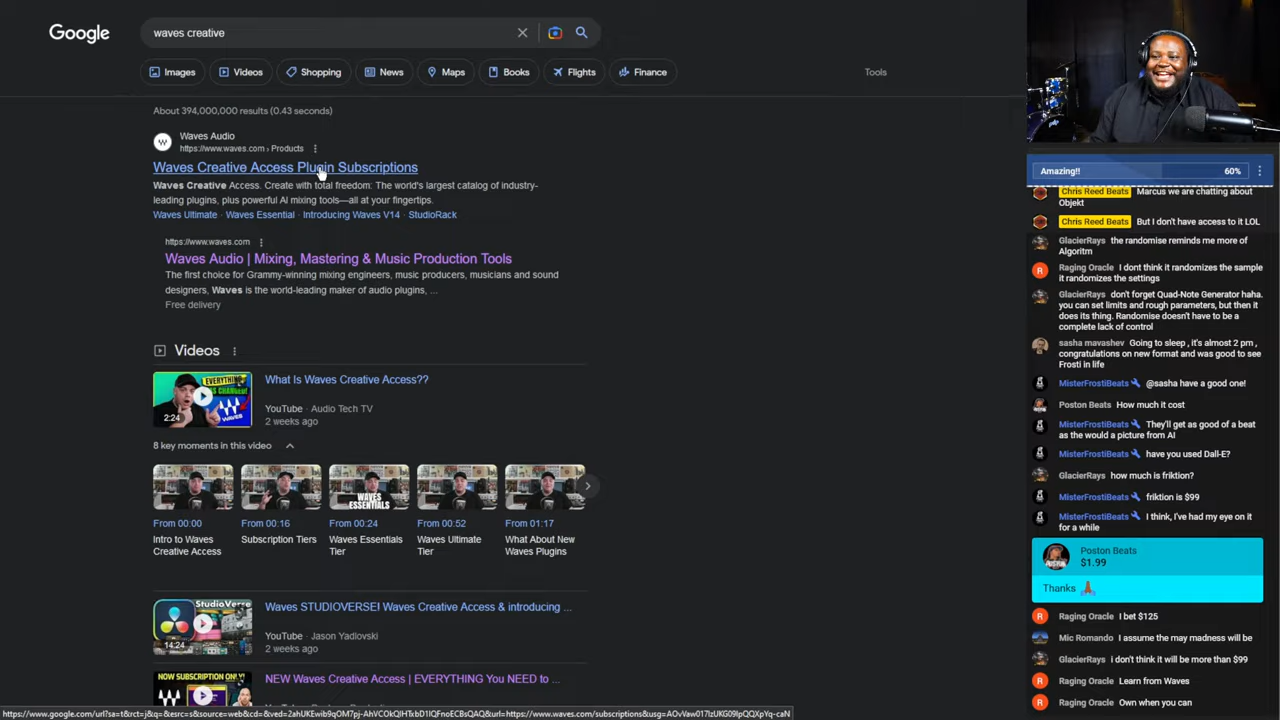 Google
waves creative
Images
Videos
Shopping
News
Maps
Books
Flights
Finance
Tools
About 394,000,000 results (0.43 seconds)
Waves Audio
https://www.waves.com › Products
Waves Creative Access Plugin Subscriptions
Waves Creative Access. Create with total freedom: The world's largest catalog of industry-
leading plugins, plus powerful AI mixing tools—all at your fingertips.
Waves Ultimate · Waves Essential · Introducing Waves V14 · StudioRack
https://www.waves.com
Waves Audio | Mixing, Mastering & Music Production Tools
The first choice for Grammy-winning mixing engineers, music producers, musicians and sound
designers, Waves is the world-leading maker of audio plugins, ...
Free delivery
Videos
EVERYTHING
2:24
What Is Waves Creative Access??
YouTube · Audio Tech TV
2 weeks ago
8 key moments in this video
WAVES
ESSENTIALS
From 00:00
Intro to Waves
Creative Access
From 00:16
Subscription Tiers
From 00:24
Waves Essentials
Tier
From 00:52
Waves Ultimate
Tier
From 01:17
What About New
Waves Plugins
StudioVerse
14:24
Waves STUDIOVERSE! Waves Creative Access & introducing ...
YouTube · Jason Yadlovski
2 weeks ago
NOW SUBSCRIPTION ONLY!
NEW Waves Creative Access | EVERYTHING You NEED to ...
Amazing!!
60%
Chris Reed Beats Marcus we are chatting about
Objekt
Chris Reed Beats But I don't have access to it LOL
GlacierRays the randomise reminds me more of
Algoritm
Raging Oracle I dont think it randomizes the sample
it randomizes the settings
GlacierRays don't forget Quad-Note Generator haha.
you can set limits and rough parameters, but then it
does its thing. Randomise doesn't have to be a
complete lack of control
sasha mavashev Going to sleep , it's almost 2 pm ,
congratulations on new format and was good to see
Frosti in life
MisterFrostiBeats @sasha have a good one!
Poston Beats How much it cost
MisterFrostiBeats They'll get as good of a beat
as the would a picture from AI
MisterFrostiBeats have you used Dall-E?
GlacierRays how much is friktion?
MisterFrostiBeats friktion is $99
MisterFrostiBeats I think, I've had my eye on it
for a while
Poston Beats
$1.99
Thanks
Raging Oracle I bet $125
Mic Romando I assume the may madness will be
GlacierRays i don't think it will be more than $99
Raging Oracle Learn from Waves
Raging Oracle Own when you can